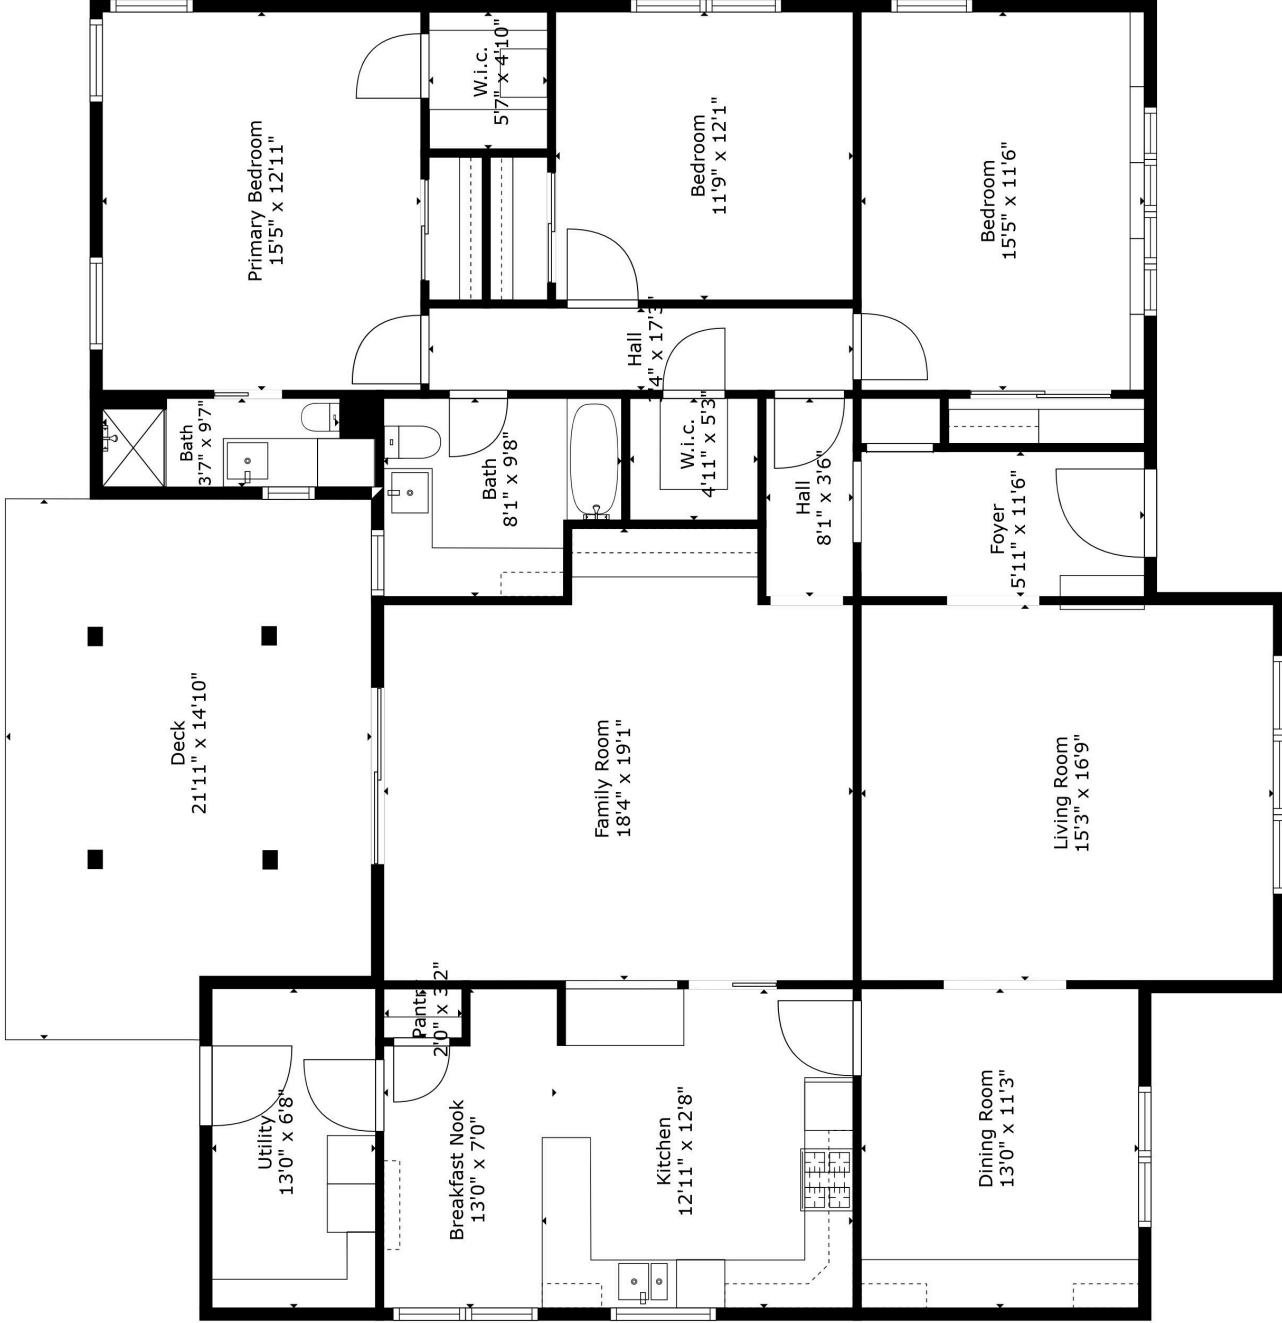 W.i.c.
5'7" x 4'10"
Primary Bedroom
15'5" x 12'11"
Bedroom
11'9" x 12'1"
Bedroom
15'5" x 11'6"
Hall
17'3"
Bath
3'7" x 9'7"
Bath
8'1" x 9'8"
W.i.c.
4'11" x 5'3"
Hall
8'1" x 3'6"
Foyer
5'11" x 11'6"
Deck
21'11" x 14'10"
Family Room
18'4" x 19'1"
Living Room
15'3" x 16'9"
Pantry
2'0" x 3'2"
Utility
13'0" x 6'8"
Breakfast Nook
13'0" x 7'0"
Kitchen
12'11" x 12'8"
Dining Room
13'0" x 11'3"